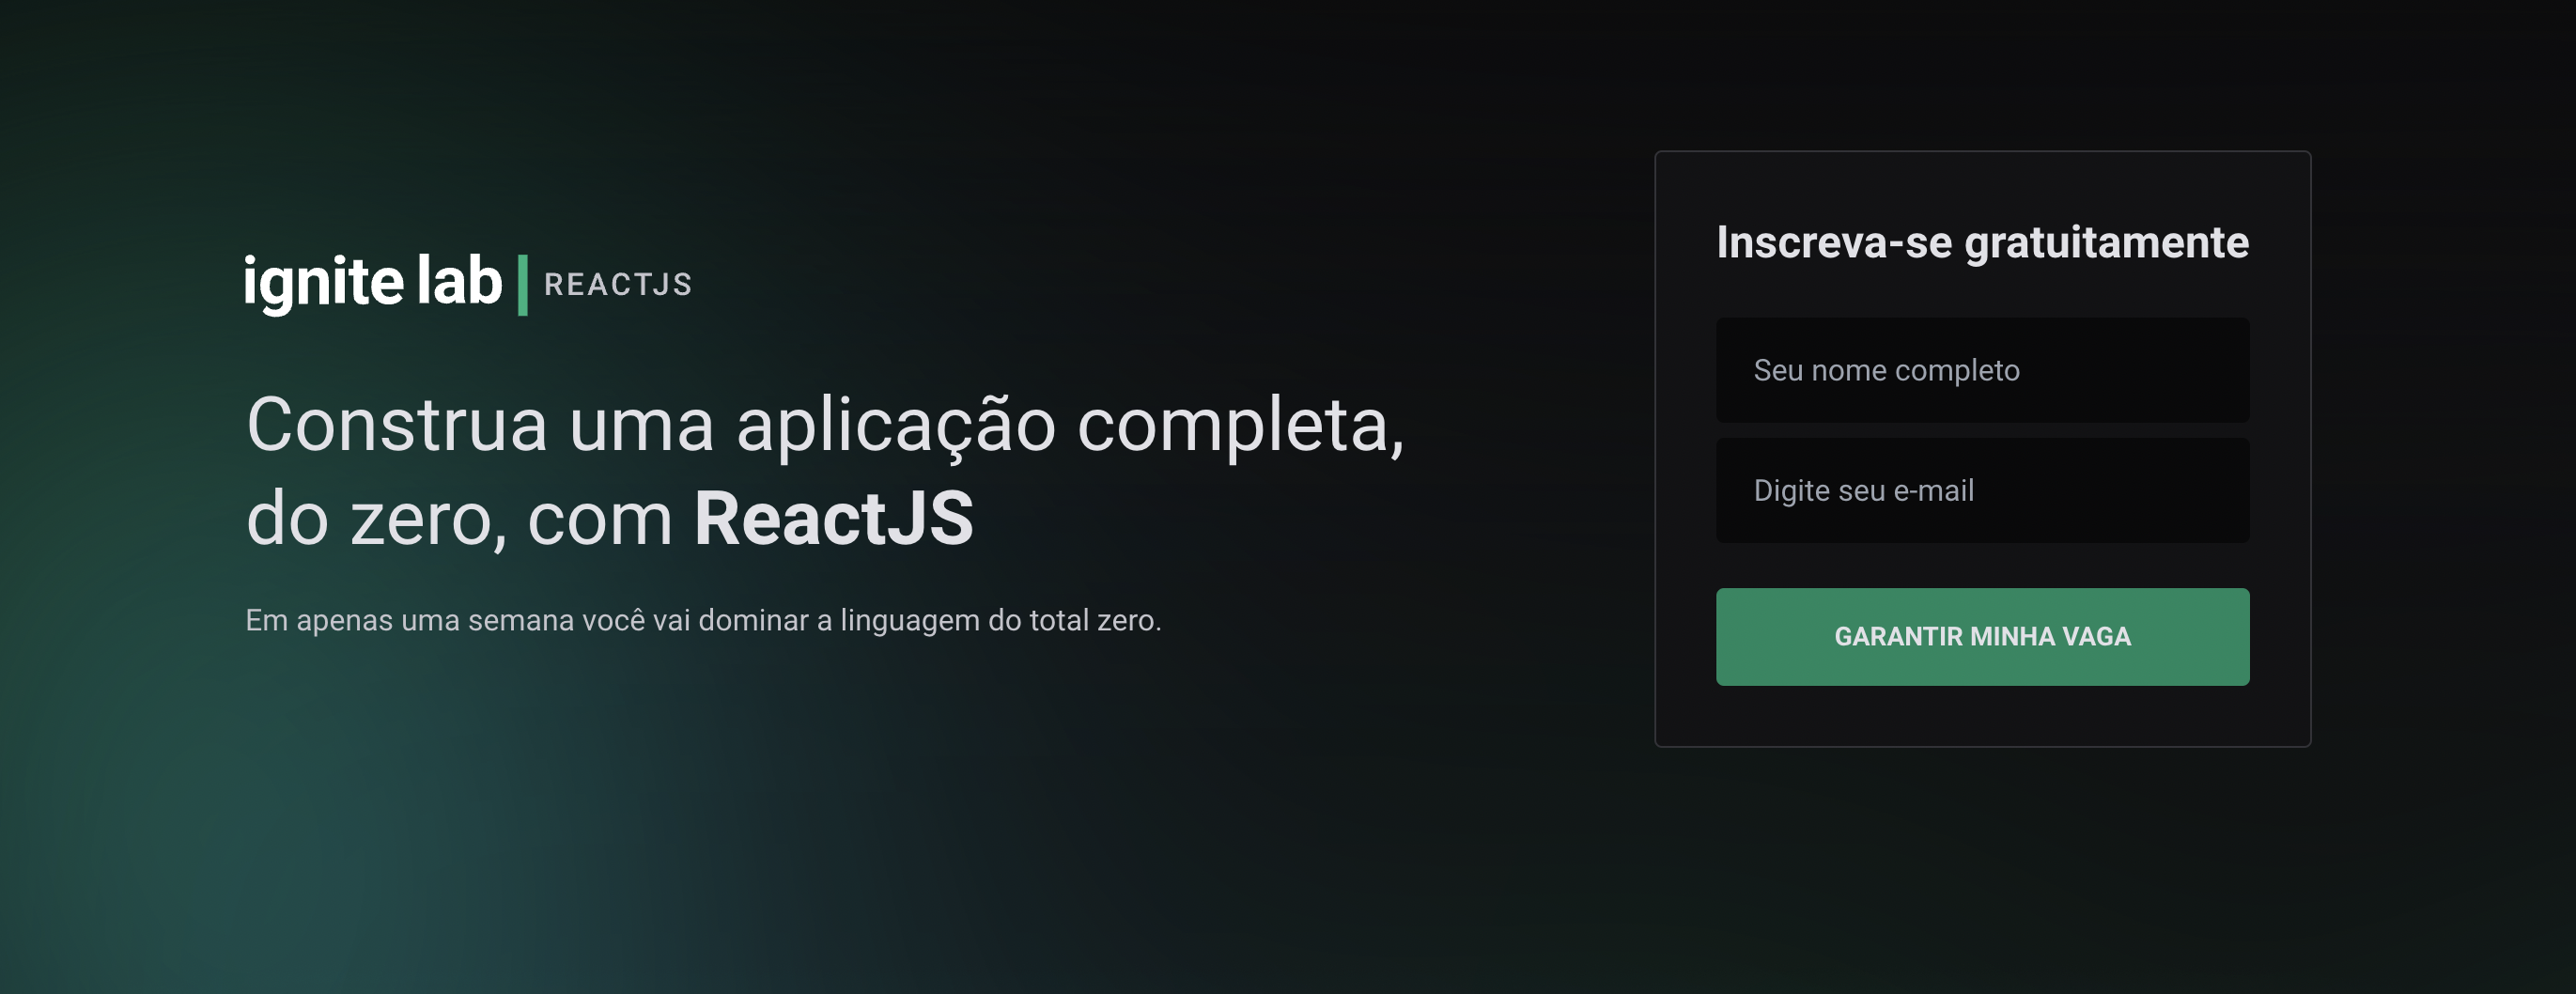 ignite lab | REACTJS
Construa uma aplicação completa,
do zero, com ReactJS
Em apenas uma semana você vai dominar a linguagem do total zero.
Inscreva-se gratuitamente
Seu nome completo
Digite seu e-mail
GARANTIR MINHA VAGA